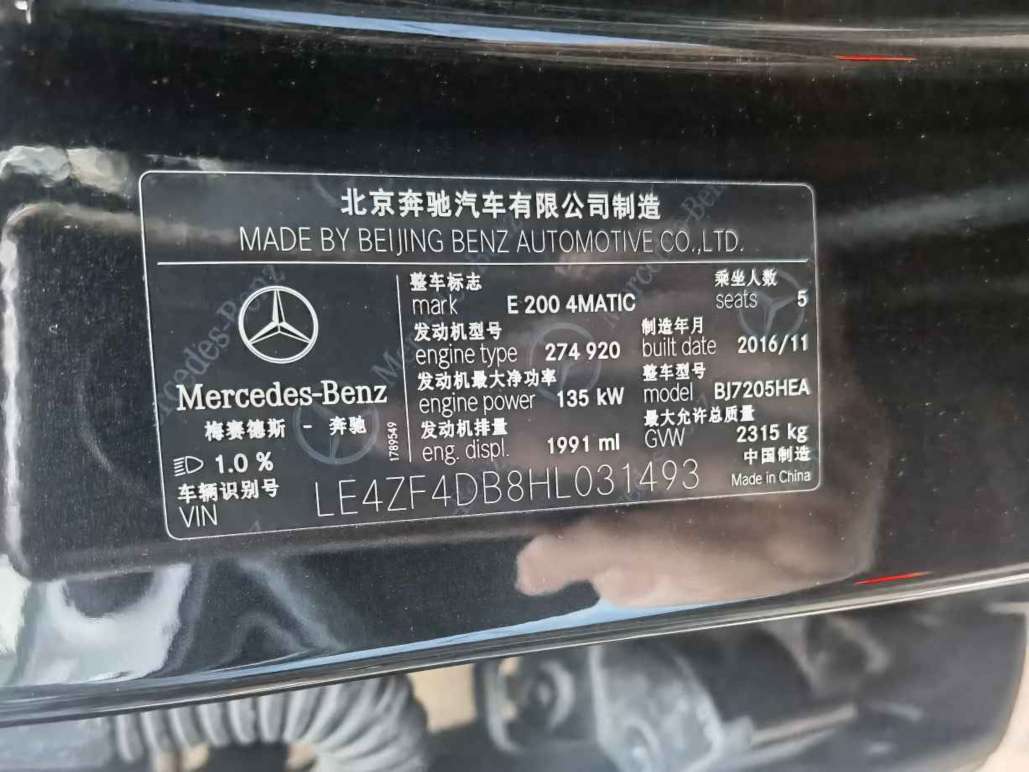 北京奔驰汽车有限公司制造
MADE BY BEIJING BENZ AUTOMOTIVE CO.,LTD.
Mercedes-Benz
梅赛德斯 - 奔驰
1.0 %
1789549
整车标志
mark E 200 4MATIC
乘坐人数
seats 5
发动机型号
engine type 274 920
制造年月
built date 2016/11
发动机最大净功率
engine power 135 kW
整车型号
model BJ7205HEA
发动机排量
eng. displ. 1991 ml
最大允许总质量
GVW 2315 kg
中国制造
Made in China
车辆识别号
VIN LE4ZF4DB8HL031493